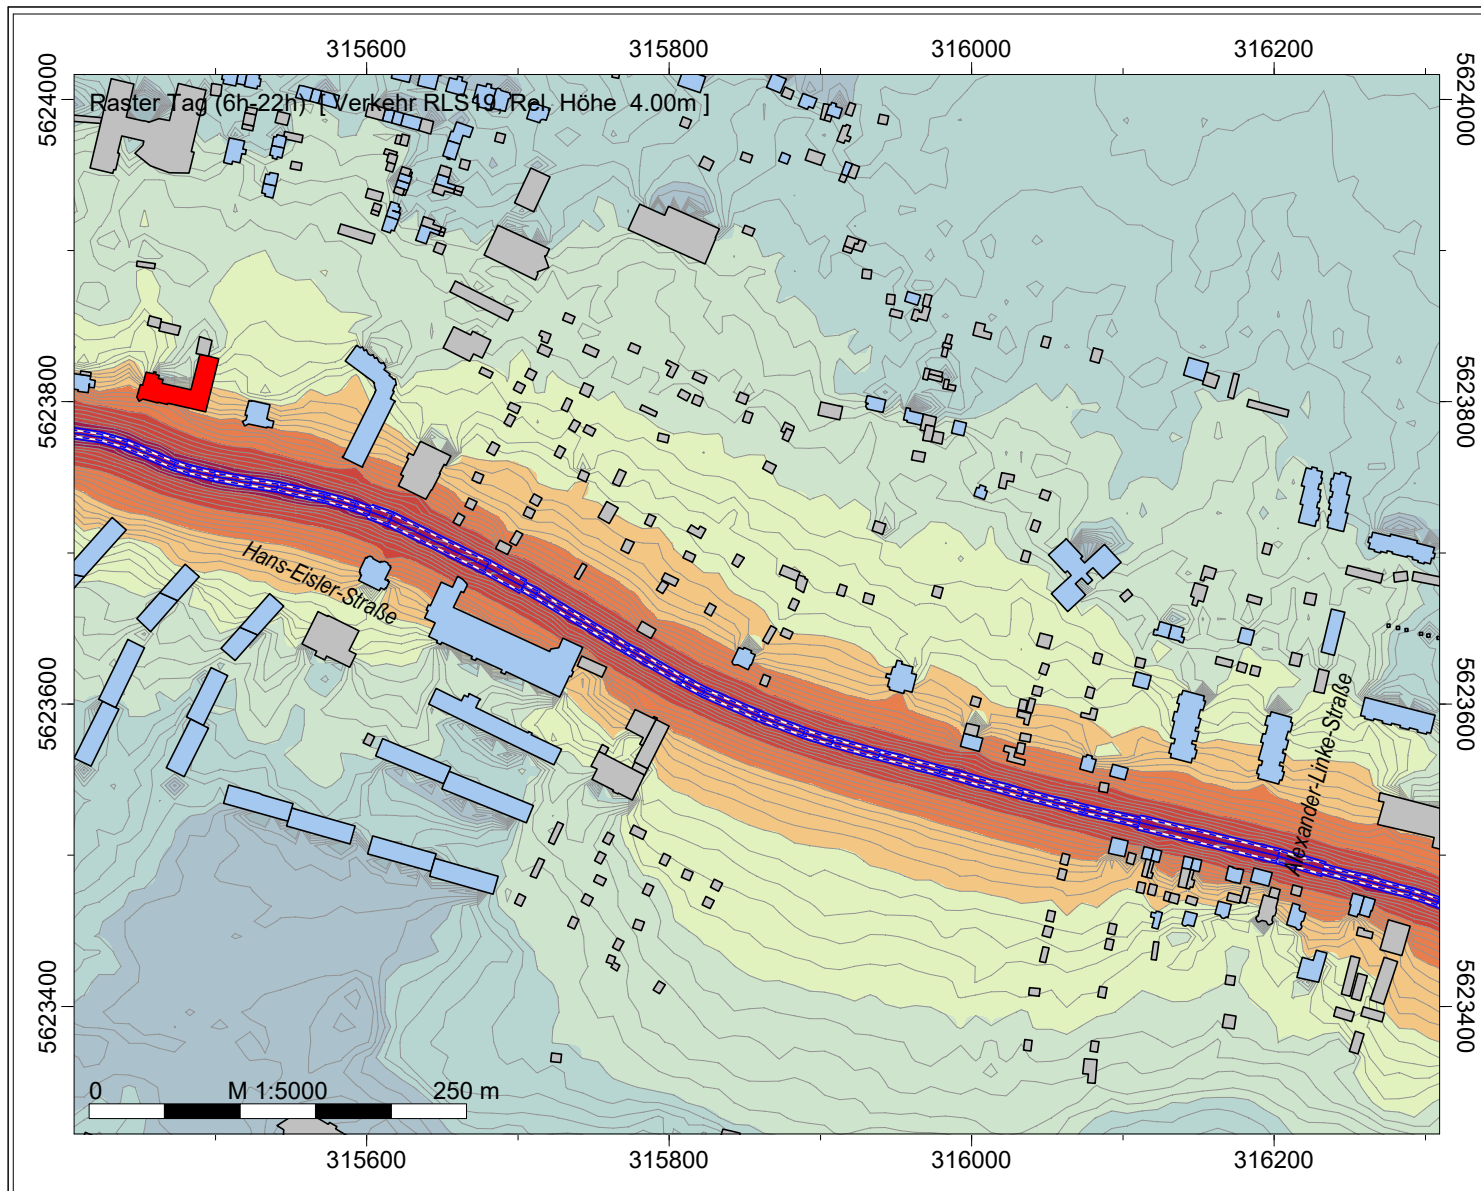 315600 315800 316000 316200
5624000 5624000
Raster Tag (6h-22h) [ Verkehr RLS19, Rel. Höhe 4.00m ]
5623800 5623800
Hans-Eisler-Straße
5623600 5623600
Alexander-Linke-Straße
5623400 5623400
0 M 1:5000 250 m
315600 315800 316000 316200